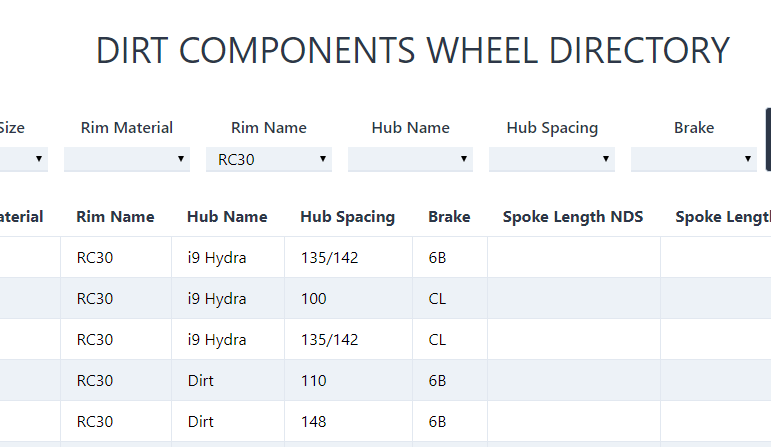 DIRT COMPONENTS WHEEL DIRECTORY
Size Rim Material Rim Name Hub Name Hub Spacing Brake
RC30
aterial Rim Name Hub Name Hub Spacing Brake Spoke Length NDS Spoke Lengt
RC30 i9 Hydra 135/142 6B
RC30 i9 Hydra 100 CL
RC30 i9 Hydra 135/142 CL
RC30 Dirt 110 6B
RC30 Dirt 148 6B